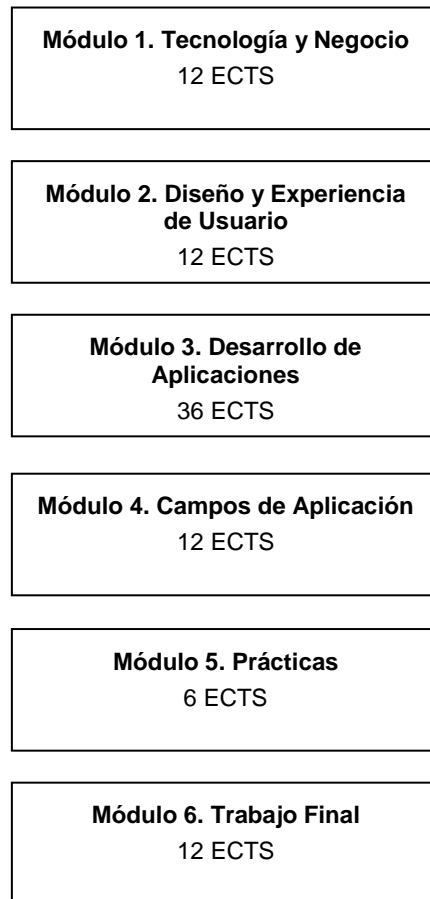 Módulo 1. Tecnología y Negocio
12 ECTS
Módulo 2. Diseño y Experiencia
de Usuario
12 ECTS
Módulo 3. Desarrollo de
Aplicaciones
36 ECTS
Módulo 4. Campos de Aplicación
12 ECTS
Módulo 5. Prácticas
6 ECTS
Módulo 6. Trabajo Final
12 ECTS